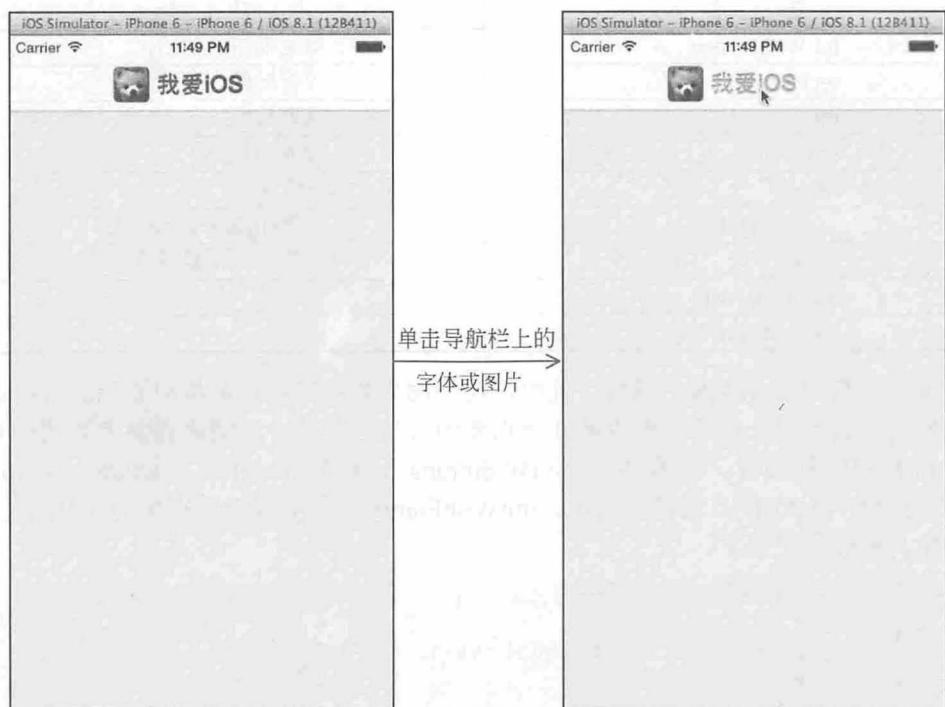 iOS Simulator – iPhone 6 – iPhone 6 / iOS 8.1 (12B411)
Carrier 11:49 PM
我爱iOS
单击导航栏上的
字体或图片
iOS Simulator – iPhone 6 – iPhone 6 / iOS 8.1 (12B411)
Carrier 11:49 PM
我爱iOS